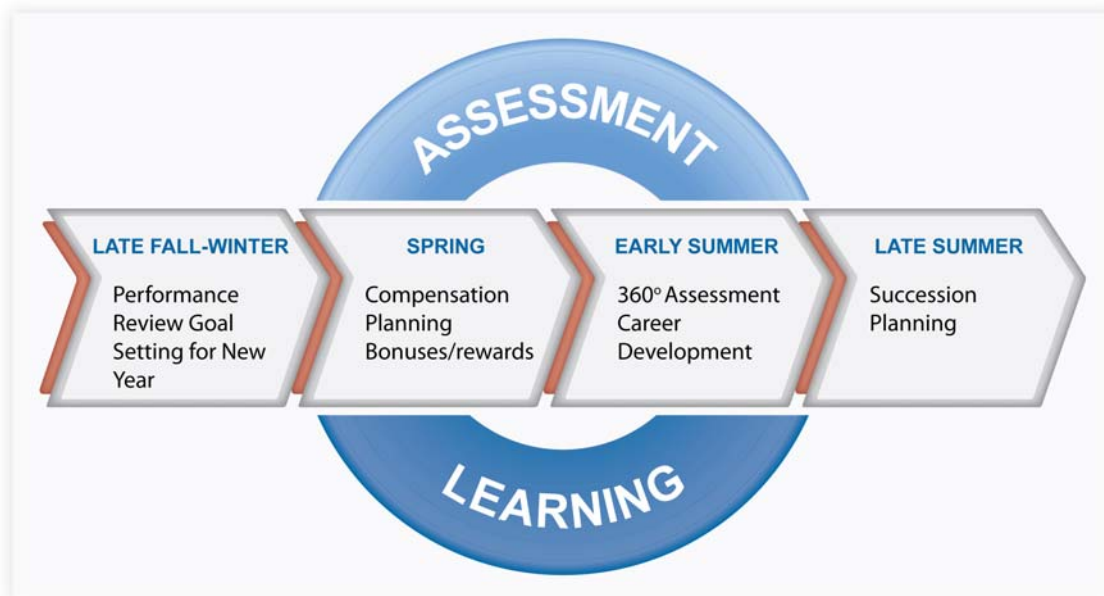 ASSESSMENT
LATE FALL-WINTER
Performance
Review Goal
Setting for New
Year
SPRING
Compensation
Planning
Bonuses/rewards
EARLY SUMMER
360° Assessment
Career
Development
LATE SUMMER
Succession
Planning
LEARNING